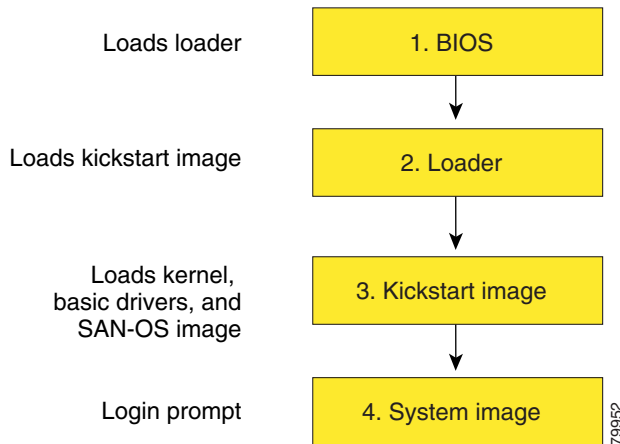 Loads loader
1. BIOS
Loads kickstart image
2. Loader
Loads kernel,
basic drivers, and
SAN-OS image
3. Kickstart image
Login prompt
4. System image
79952